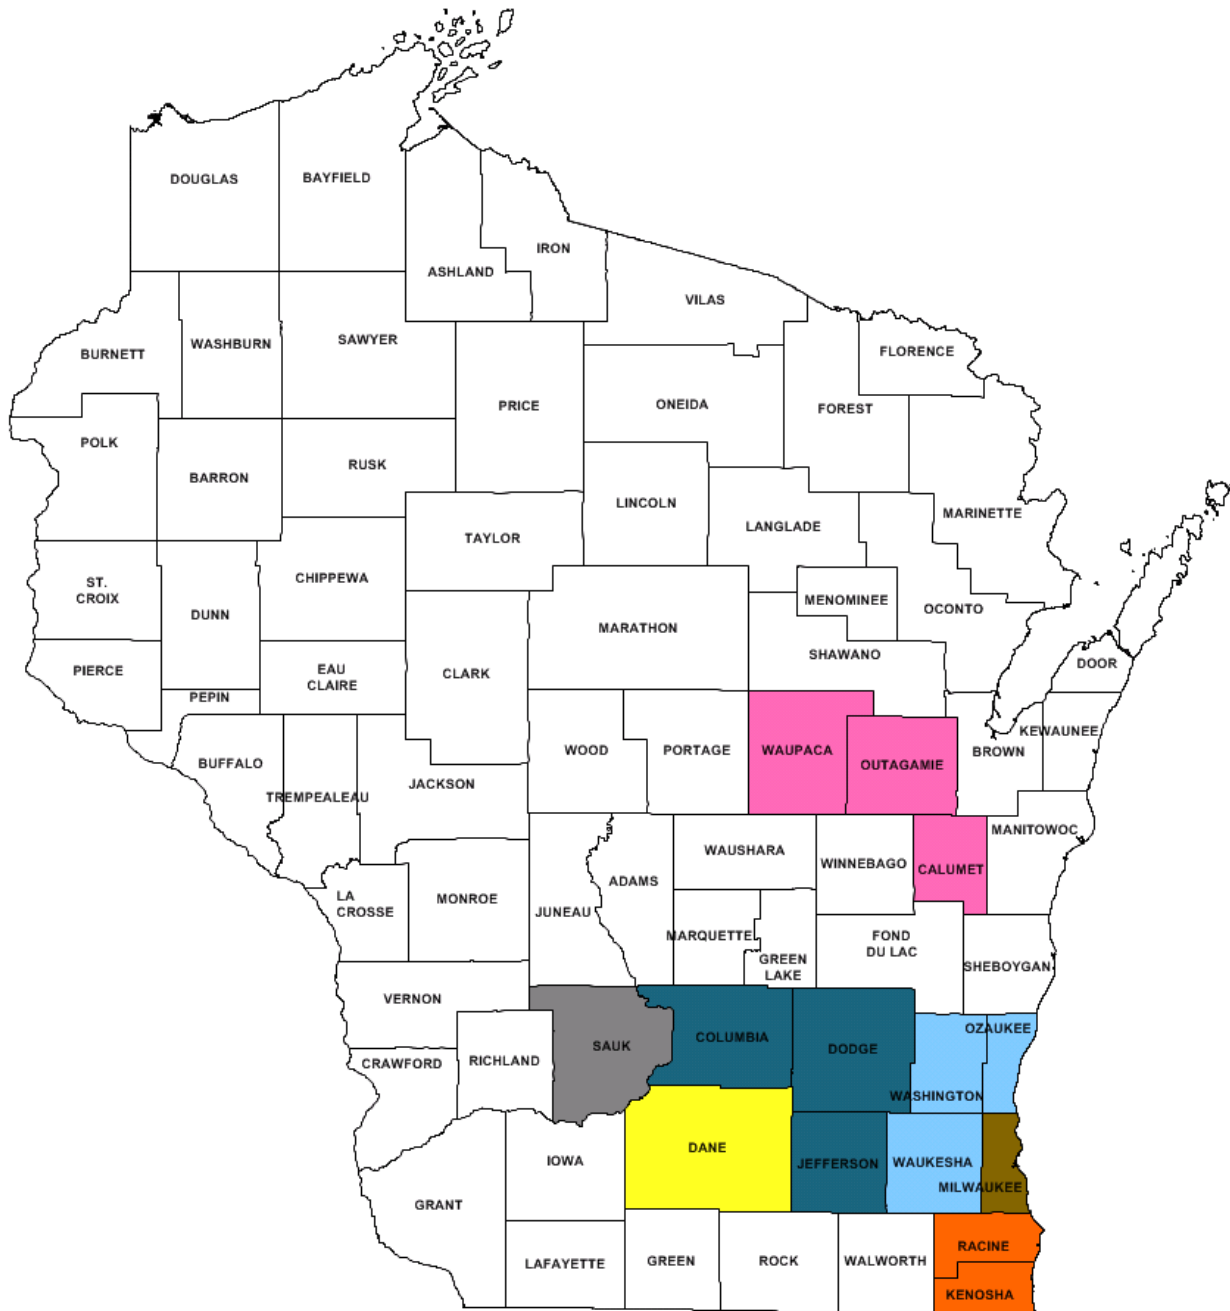 DOUGLAS
BAYFIELD
ASHLAND
IRON
VILAS
BURNETT
WASHBURN
SAWYER
PRICE
ONEIDA
FOREST
FLORENCE
POLK
BARRON
RUSK
LINCOLN
LANGLADE
MARINETTE
TAYLOR
ST.
CROIX
DUNN
CHIPPEWA
MENOMINEE
OCONTO
MARATHON
SHAWANO
PIERCE
EAU
CLAIRE
CLARK
DOOR
PEPIN
BUFFALO
TREMPEALEAU
JACKSON
WOOD
PORTAGE
WAUPACA
OUTAGAMIE
BROWN
KEWAUNEE
LA
CROSSE
MONROE
JUNEAU
ADAMS
WAUSHARA
WINNEBAGO
CALUMET
MANITOWOC
MARQUETTE
GREEN
LAKE
FOND
DU LAC
SHEBOYGAN
VERNON
CRAWFORD
RICHLAND
SAUK
COLUMBIA
DODGE
WASHINGTON
OZAUKEE
GRANT
IOWA
DANE
JEFFERSON
WAUKESHA
MILWAUKEE
LAFAYETTE
GREEN
ROCK
WALWORTH
RACINE
KENOSHA